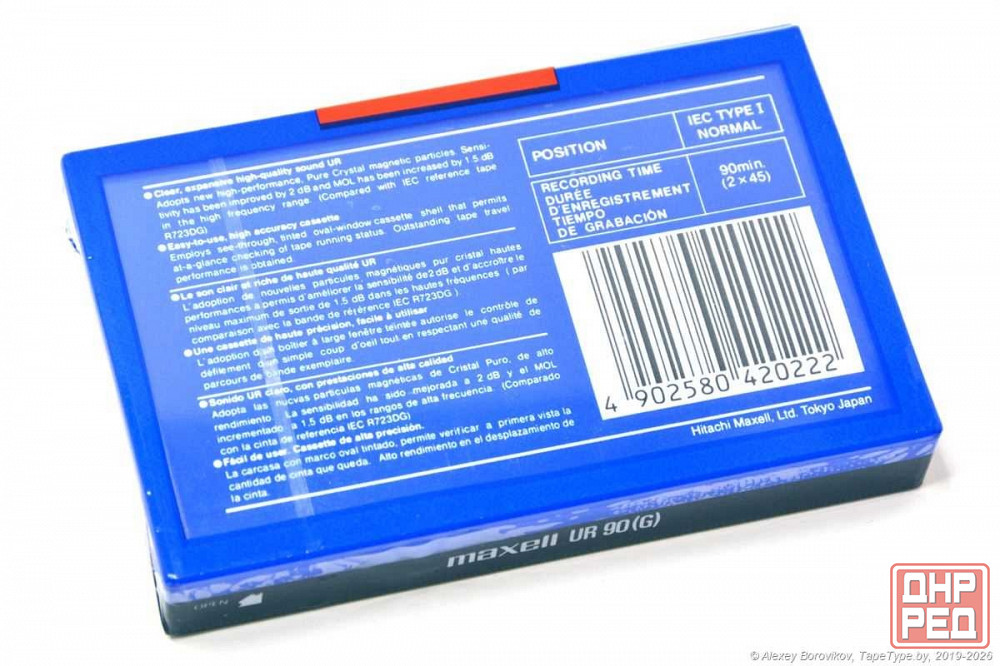 ● Clear, expansive high-quality sound UR
Adopts new high-performance, Pure Crystal magnetic particles. Sensi-
tivity has been improved by 2 dB and MOL has been increased by 1.5 dB
in the high frequency range. (Compared with IEC reference tape
R723DG)
● Easy-to-use, high accuracy cassette
Employs see-through, tinted oval-window cassette shell that permits
at-a-glance checking of tape running status. Outstanding tape travel
performance is obtained.
● Le son clair et riche de haute qualité UR
L'adoption de nouvelles particules magnétiques pur cristal hautes
performances a permis d'améliorer la sensibilité de 2 dB et d'accroître le
niveau maximum de sortie de 1.5 dB dans les hautes fréquences ( par
comparaison avec la bande de référence IEC R723DG )
● Une cassette de haute précision, facile à utiliser
L'adoption d'un boîtier à large fenêtre teintée autorise le contrôle de
défilement d'un simple coup d'oeil tout en respectant une qualité de
parcours de bande exemplaire.
● Sonido UR claro, con prestaciones de alta calidad
Adopta las nuevas partículas magnéticas de Cristal Puro, de alto
rendimiento. La sensibilidad ha sido mejorada a 2 dB y el MOL
incrementado a 1.5 dB en los rangos de alta frecuencia. (Comparado
con la cinta de referencia IEC R723DG)
● Fácil de usar. Cassette de alta precisión.
La carcasa con marco oval tintado, permite verificar a primera vista la
cantidad de cinta que queda. Alto rendimiento en el desplazamiento de
la cinta.
POSITION
IEC TYPE I
NORMAL
RECORDING TIME
DURÉE
D'ENREGISTREMENT
TIEMPO
DE GRABACIÓN
90min.
(2 × 45)
4 902580 420222
Hitachi Maxell, Ltd. Tokyo Japan
maxell UR 90 (G)
OPEN
ДНР
РЕД
© Alexey Borovikov, TapeType.by, 2019-2026